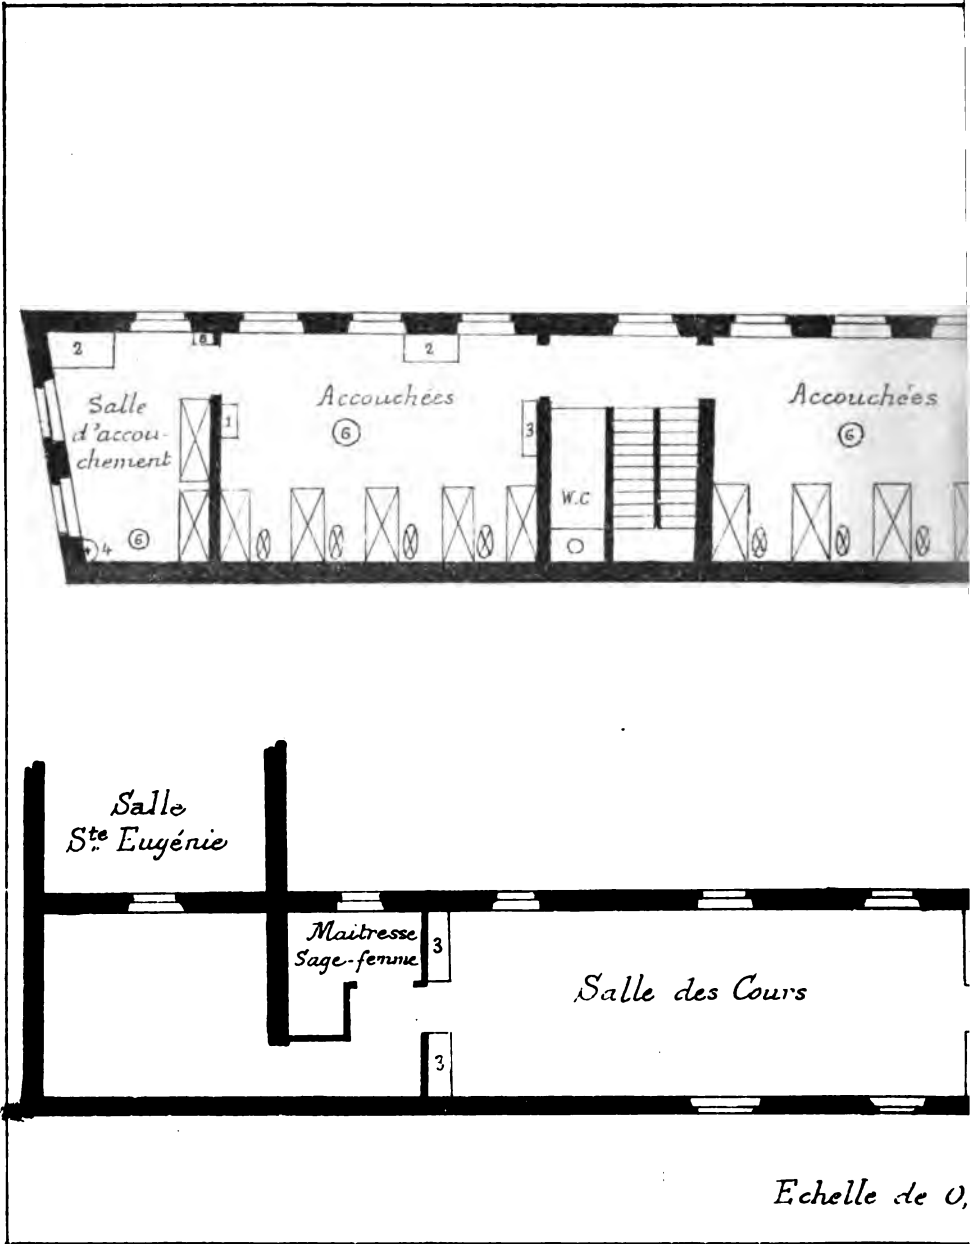 2
6
2
Salle
d'accou-
chement
1
Accouchées
6
3
Accouchées
6
W.C
6
4
Salle
Ste Eugénie
Maitresse
Sage-femme
3
Salle des Cours
3
Echelle de 0,